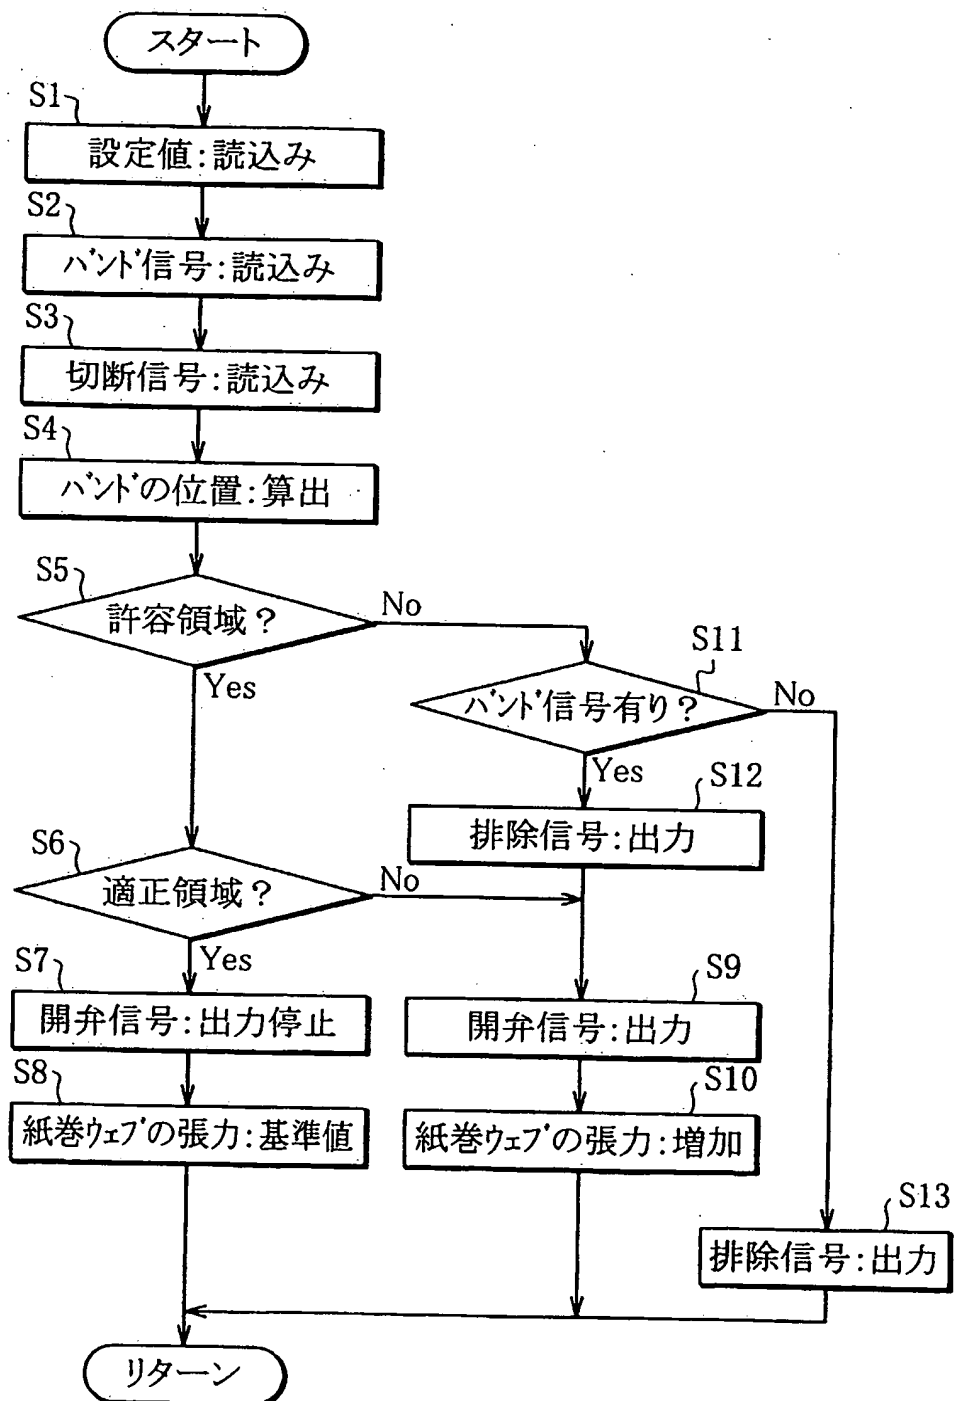 スタート
S1
設定値:読込み
S2
バンド信号:読込み
S3
切断信号:読込み
S4
バンドの位置:算出
S5
許容領域?
No
Yes
S11
バンド信号有り?
No
Yes
S12
排除信号:出力
S6
適正領域?
No
Yes
S7
開弁信号:出力停止
S9
開弁信号:出力
S8
紙巻ウェブの張力:基準値
S10
紙巻ウェブの張力:増加
S13
排除信号:出力
リターン